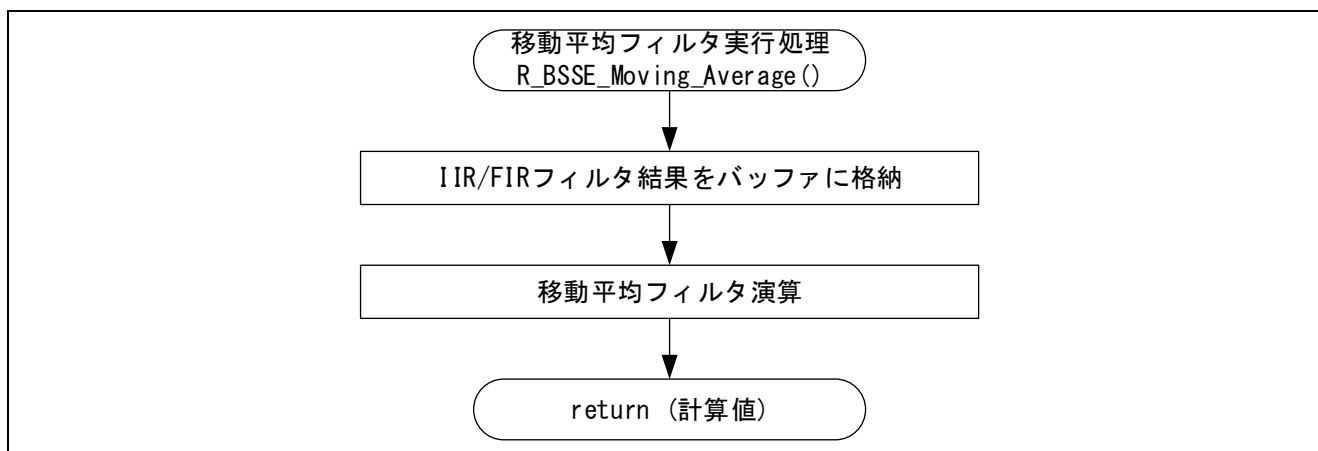 移動平均フィルタ実行処理
R_BSSE_Moving_Average()
IIR/FIRフィルタ結果をバッファに格納
移動平均フィルタ演算
return (計算値)